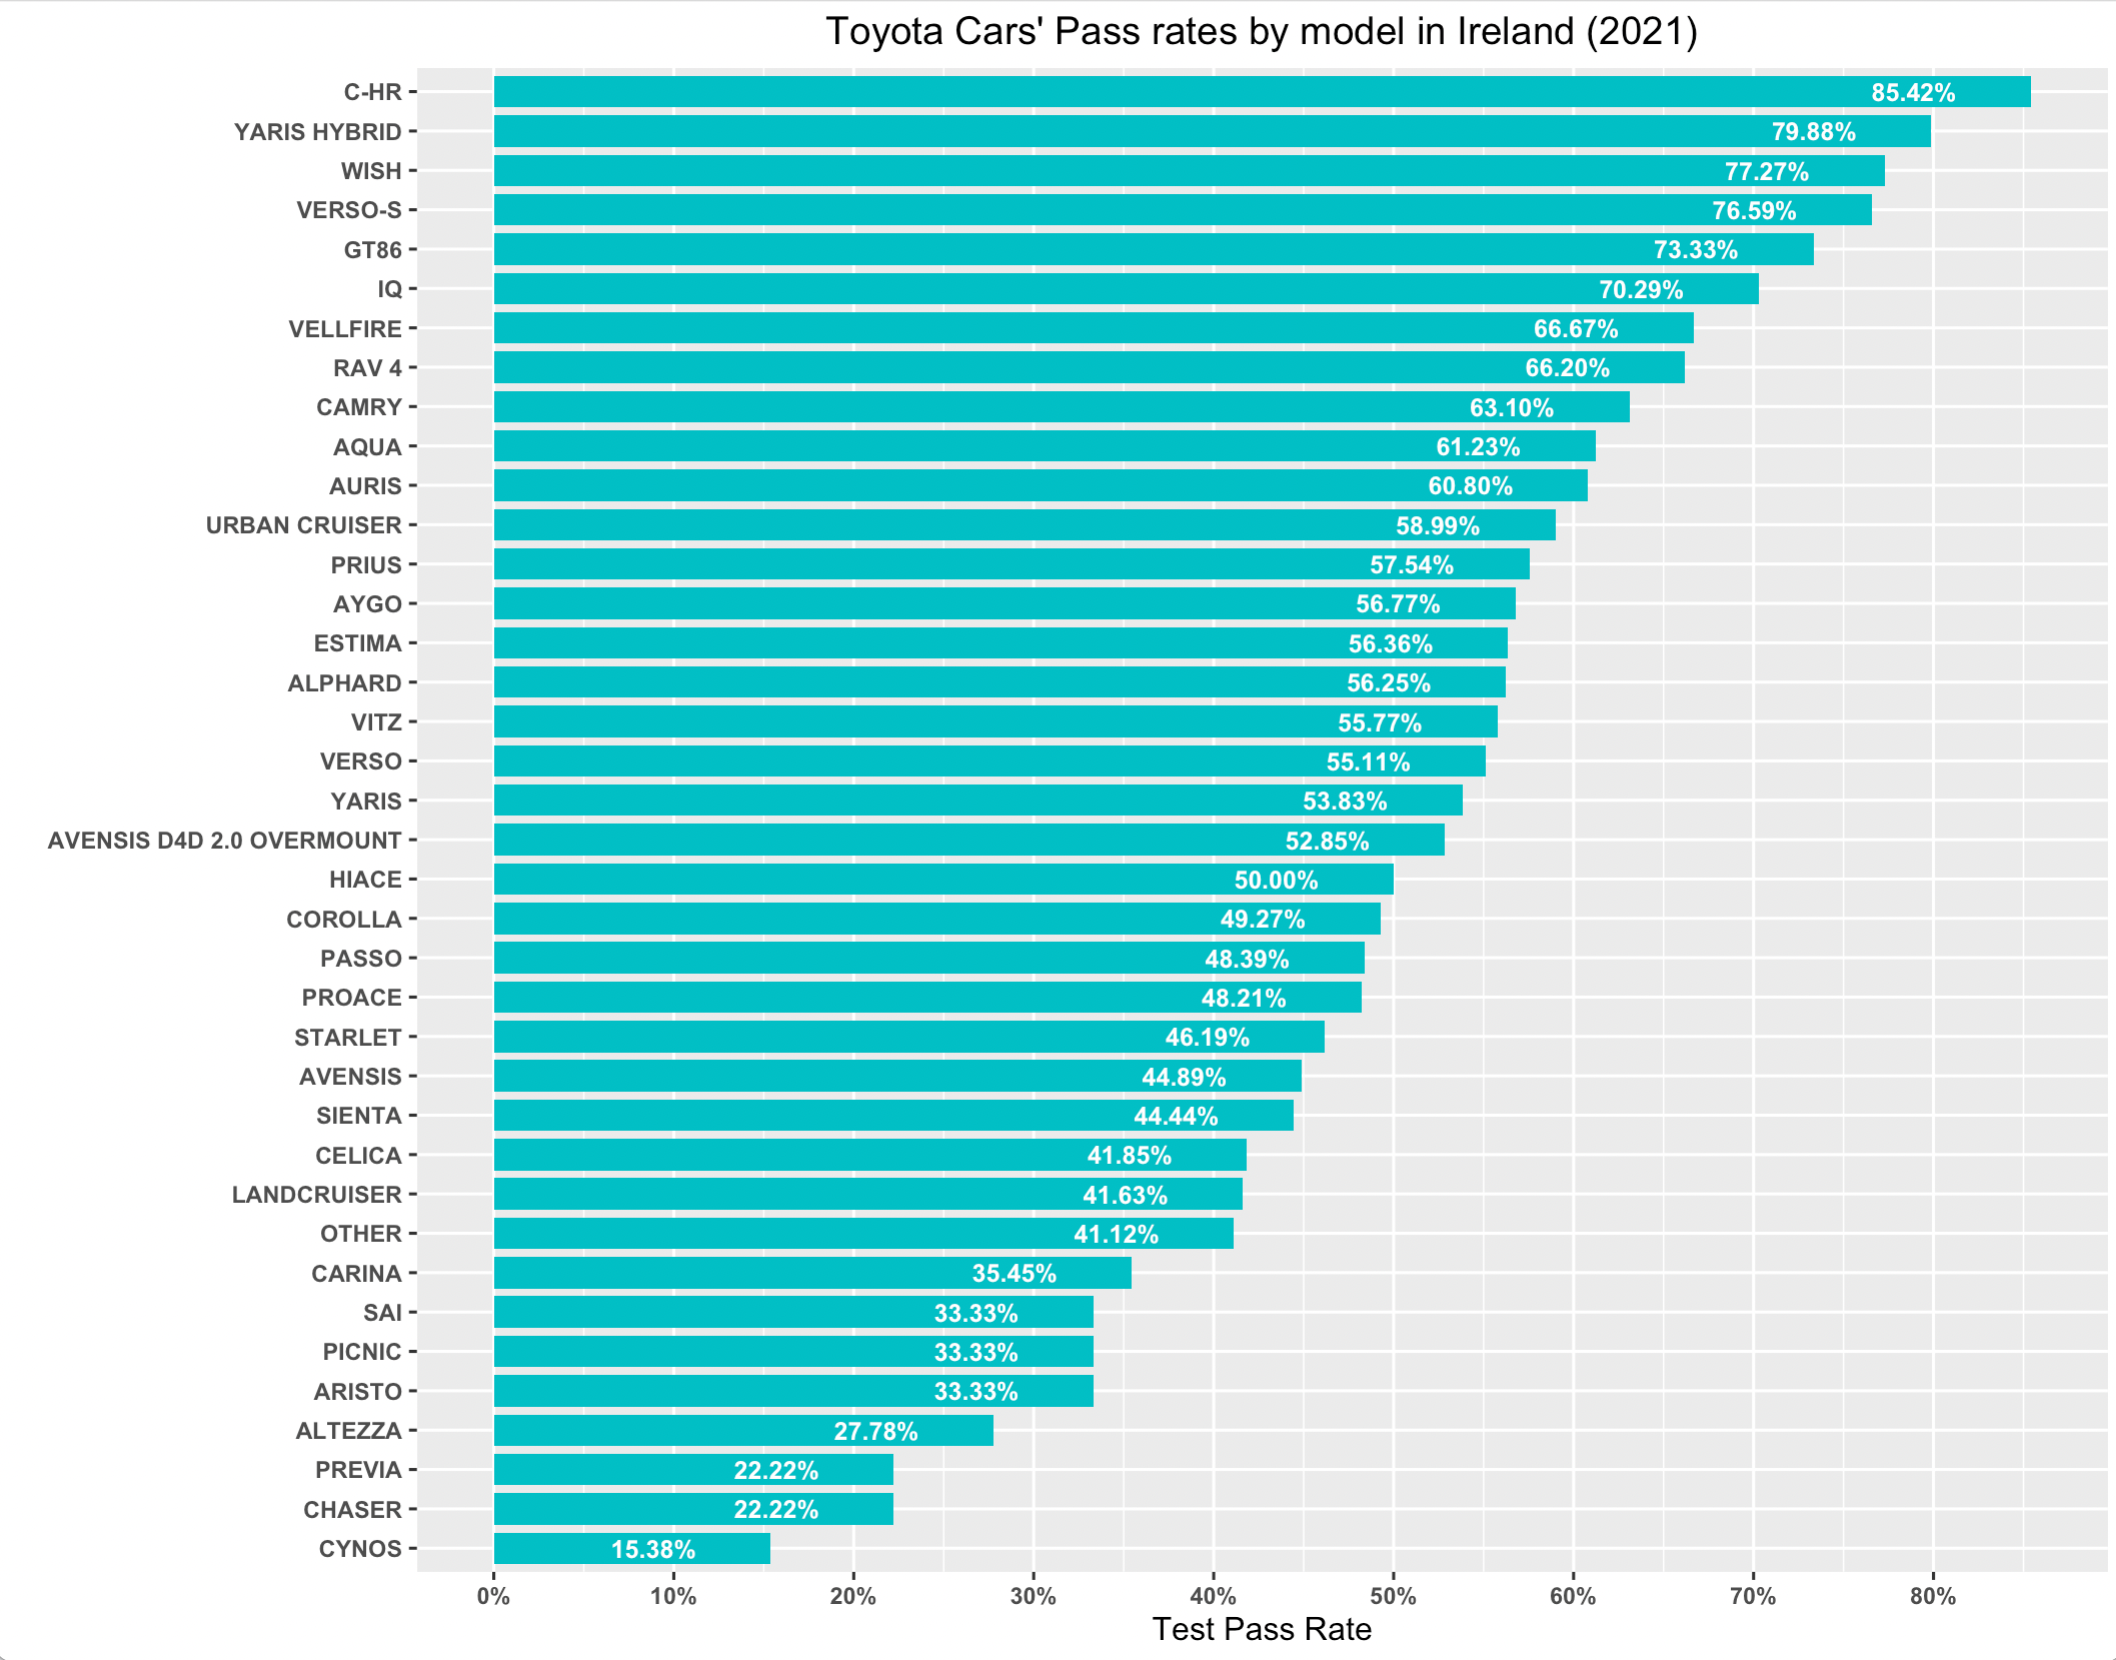 Toyota Cars' Pass rates by model in Ireland (2021)
C-HR 85.42%
YARIS HYBRID 79.88%
WISH 77.27%
VERSO-S 76.59%
GT86 73.33%
IQ 70.29%
VELLFIRE 66.67%
RAV 4 66.20%
CAMRY 63.10%
AQUA 61.23%
AURIS 60.80%
URBAN CRUISER 58.99%
PRIUS 57.54%
AYGO 56.77%
ESTIMA 56.36%
ALPHARD 56.25%
VITZ 55.77%
VERSO 55.11%
YARIS 53.83%
AVENSIS D4D 2.0 OVERMOUNT 52.85%
HIACE 50.00%
COROLLA 49.27%
PASSO 48.39%
PROACE 48.21%
STARLET 46.19%
AVENSIS 44.89%
SIENTA 44.44%
CELICA 41.85%
LANDCRUISER 41.63%
OTHER 41.12%
CARINA 35.45%
SAI 33.33%
PICNIC 33.33%
ARISTO 33.33%
ALTEZZA 27.78%
PREVIA 22.22%
CHASER 22.22%
CYNOS 15.38%
0% 10% 20% 30% 40% 50% 60% 70% 80%
Test Pass Rate